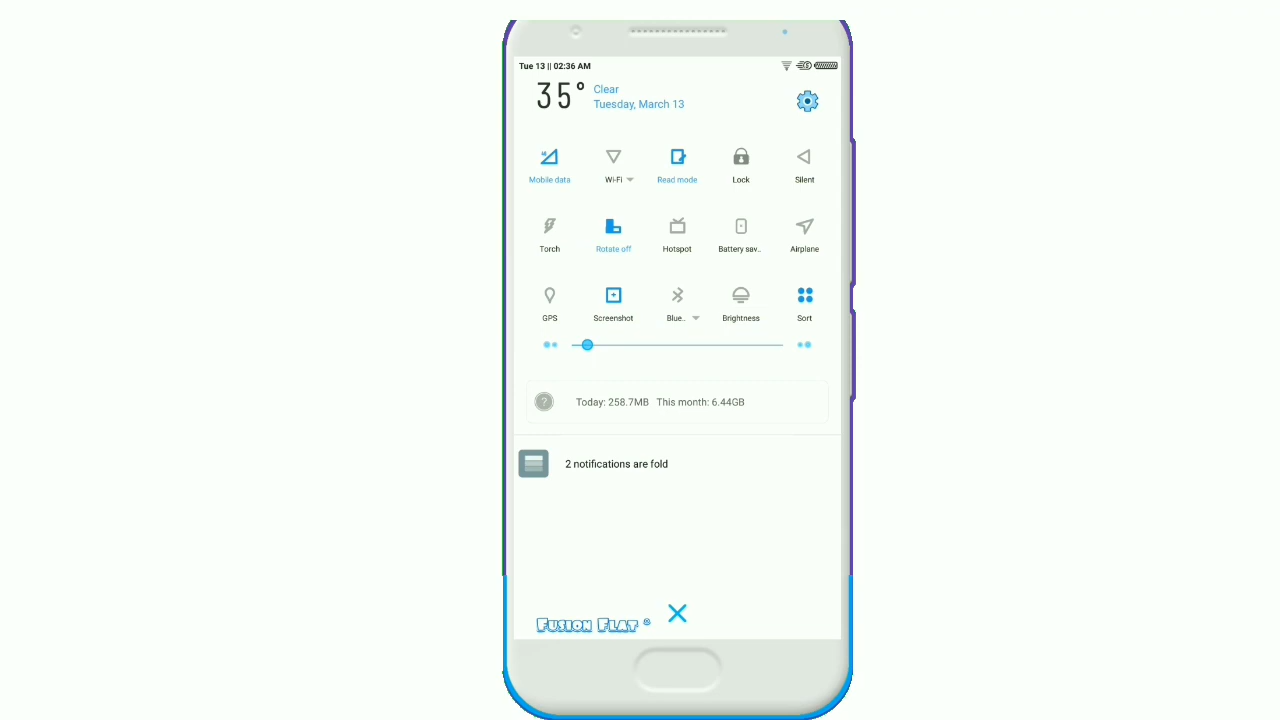 Tue 13 || 02:36 AM
35°
Clear
Tuesday, March 13
Mobile data
Wi-Fi
Read mode
Lock
Silent
Torch
Rotate off
Hotspot
Battery sav..
Airplane
GPS
Screenshot
Blue..
Brightness
Sort
? Today: 258.7MB This month: 6.44GB
2 notifications are fold
Fusion Flat